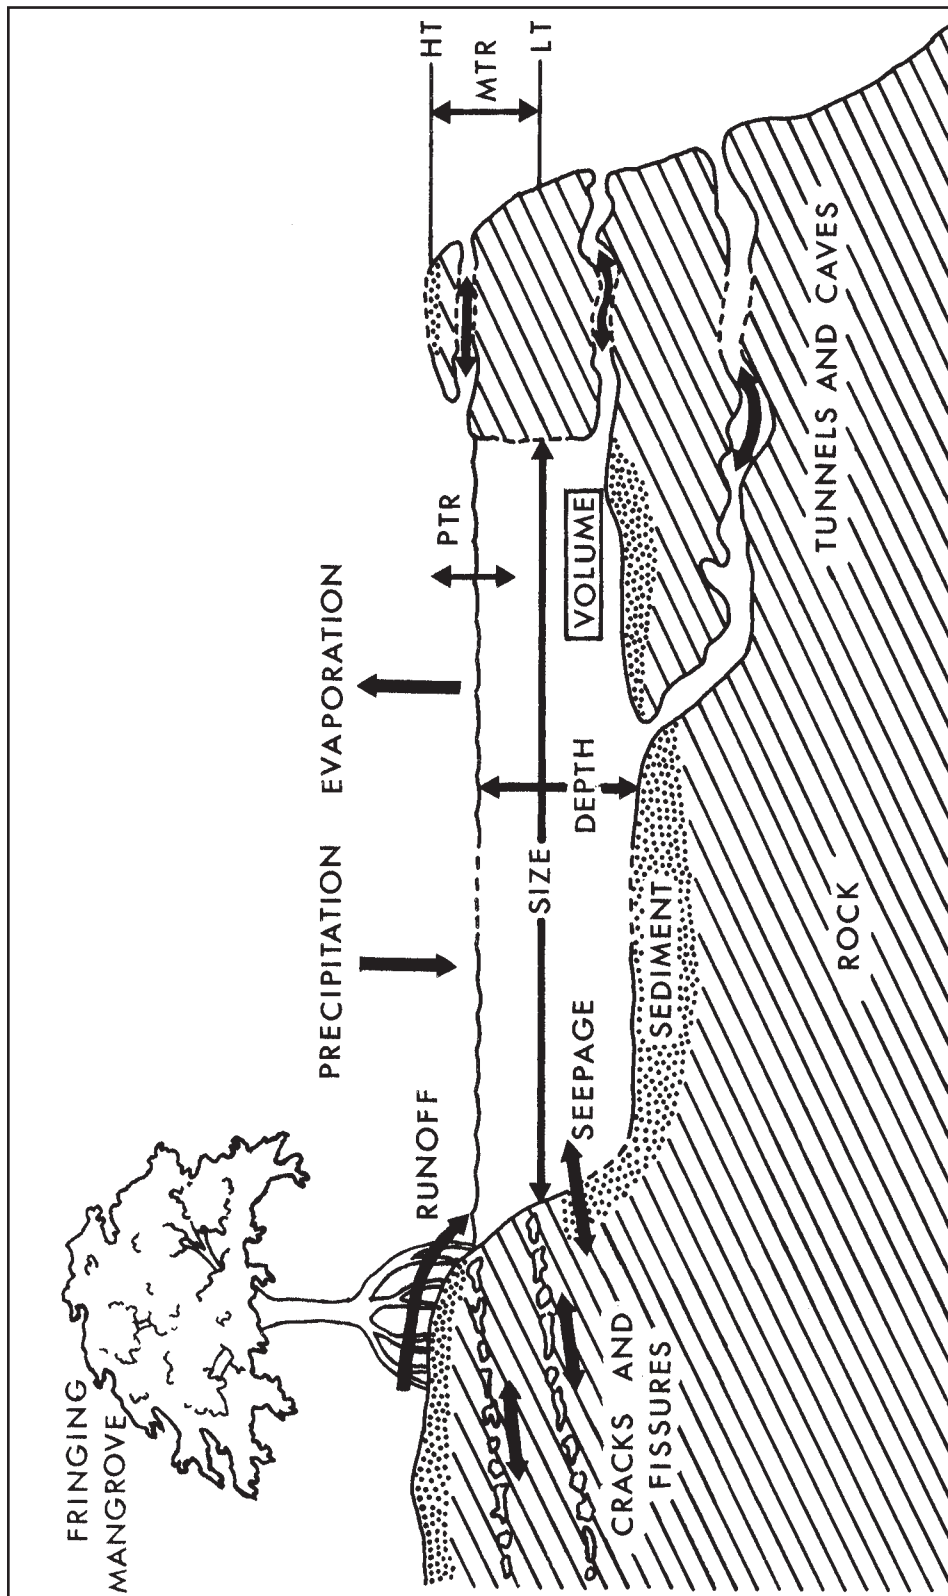 FRINGING
MANGROVE
RUNOFF
PRECIPITATION
EVAPORATION
PTR
HT
MTR
LT
SIZE
DEPTH
VOLUME
SEEPAGE
SEDIMENT
CRACKS AND
FISSURES
ROCK
TUNNELS AND CAVES